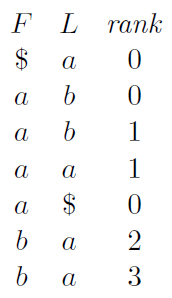 F L rank
$ a 0
a b 0
a b 1
a a 1
a $ 0
b a 2
b a 3